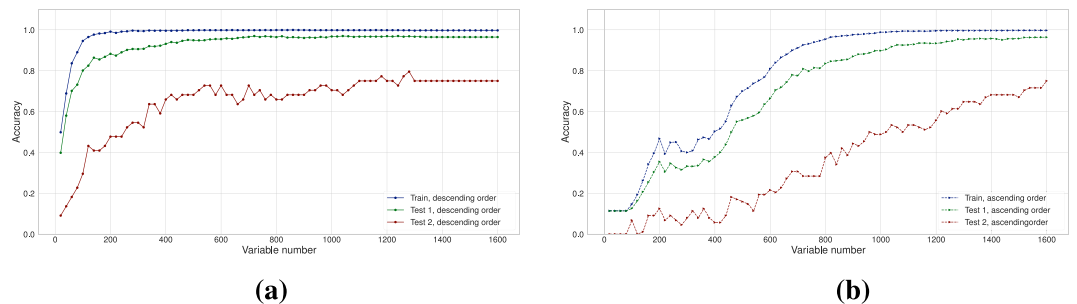 1.0
0.8
0.6
0.4
0.2
0.0
Accuracy
0 200 400 600 800 1000 1200 1400 1600
Variable number
Train, descending order
Test 1, descending order
Test 2, descending order
(a)
1.0
0.8
0.6
0.4
0.2
0.0
Accuracy
0 200 400 600 800 1000 1200 1400 1600
Variable number
Train, ascending order
Test 1, ascending order
Test 2, ascendingorder
(b)